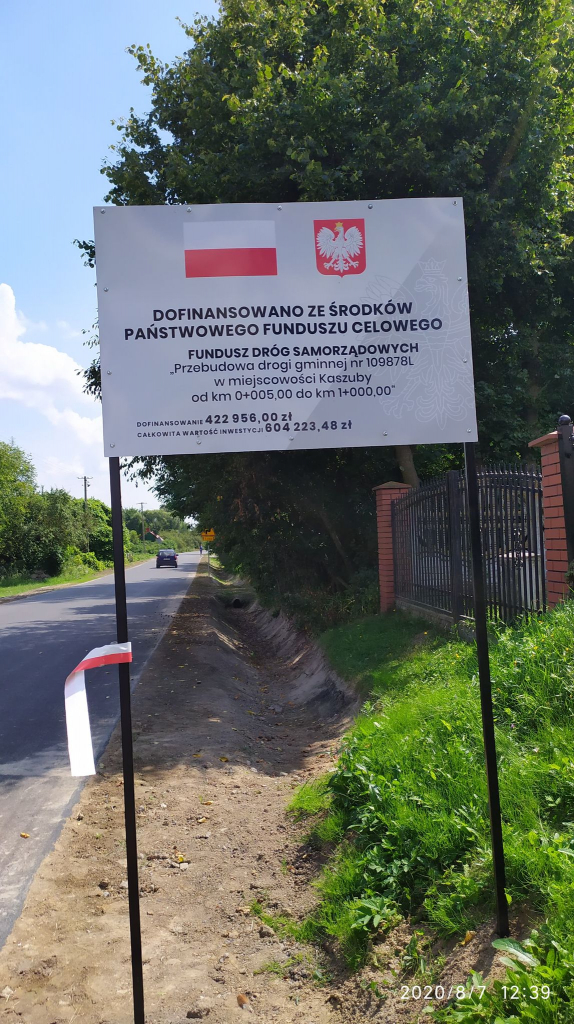 DOFINANSOWANO ZE ŚRODKÓW
PAŃSTWOWEGO FUNDUSZU CELOWEGO
FUNDUSZ DRÓG SAMORZĄDOWYCH
„Przebudowa drogi gminnej nr 109878L
w miejscowości Kaszuby
od km 0+005,00 do km 1+000,00"
DOFINANSOWANIE 422 956,00 zł
CAŁKOWITA WARTOŚĆ INWESTYCJI 604 223,48 zł
2020/8/7 12:39